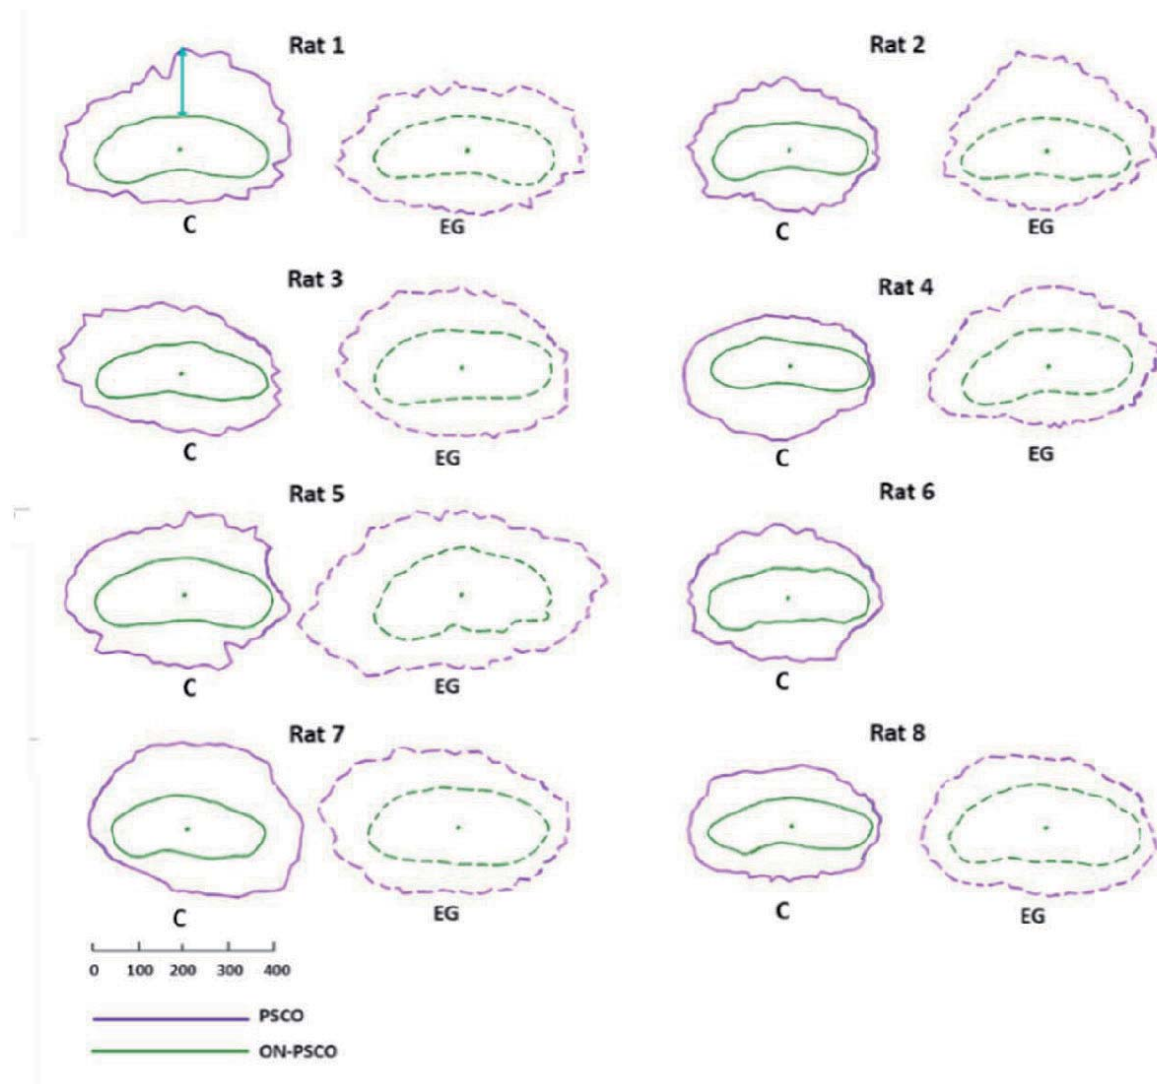 Rat 1
Rat 2
C
EG
C
EG
Rat 3
Rat 4
C
EG
C
EG
Rat 5
Rat 6
C
EG
C
Rat 7
Rat 8
C
EG
C
EG
0 100 200 300 400
PSCO
ON-PSCO